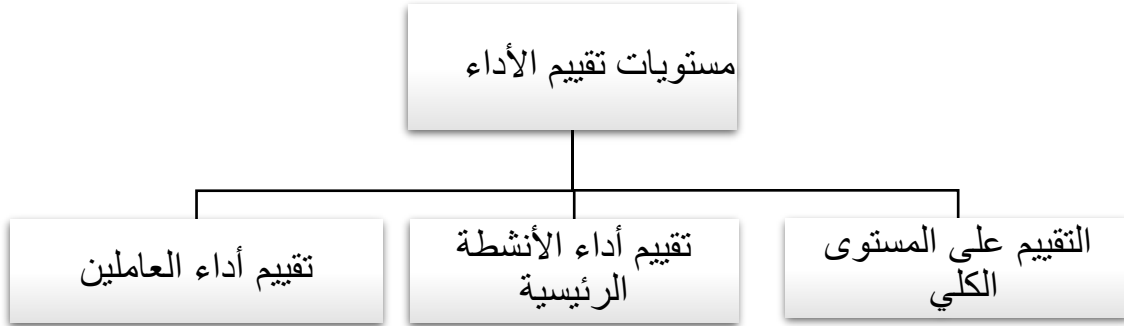 مستويات تقييم الأداء
التقييم على المستوى
الكلي
تقييم أداء الأنشطة
الرئيسية
تقييم أداء العاملين